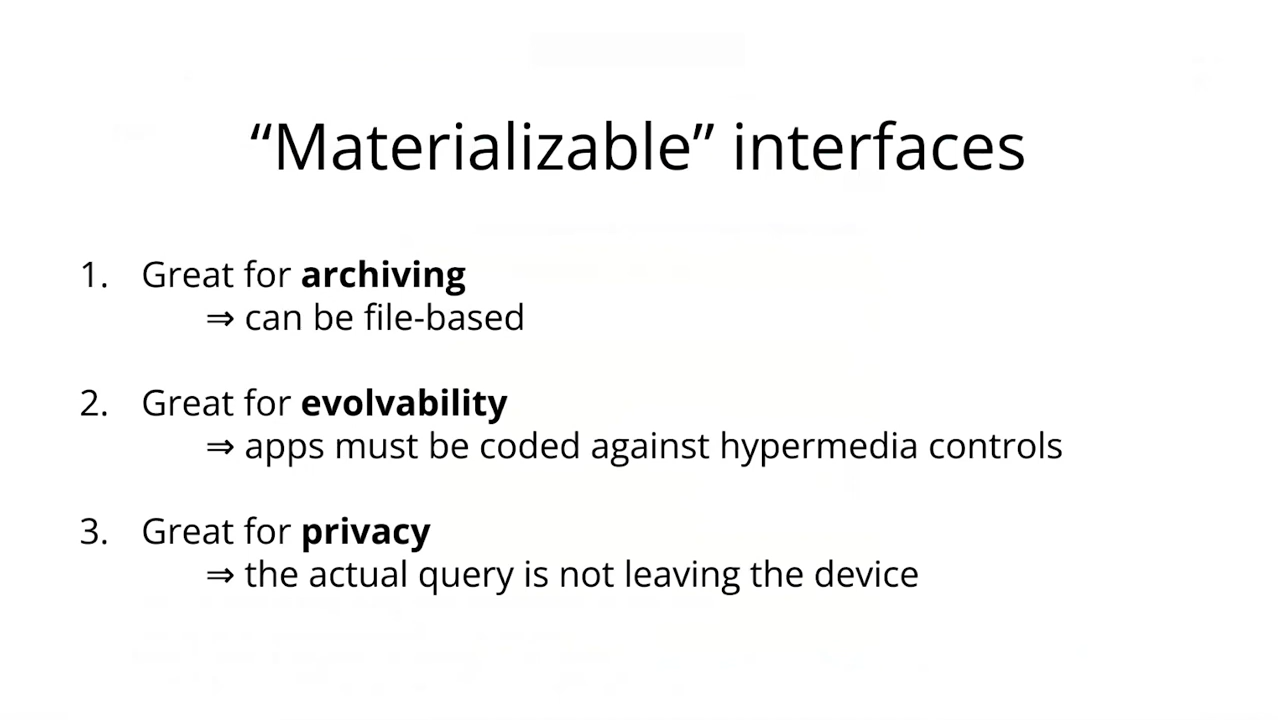 “Materializable” interfaces
1. Great for archiving
⇒ can be file-based
2. Great for evolvability
⇒ apps must be coded against hypermedia controls
3. Great for privacy
⇒ the actual query is not leaving the device